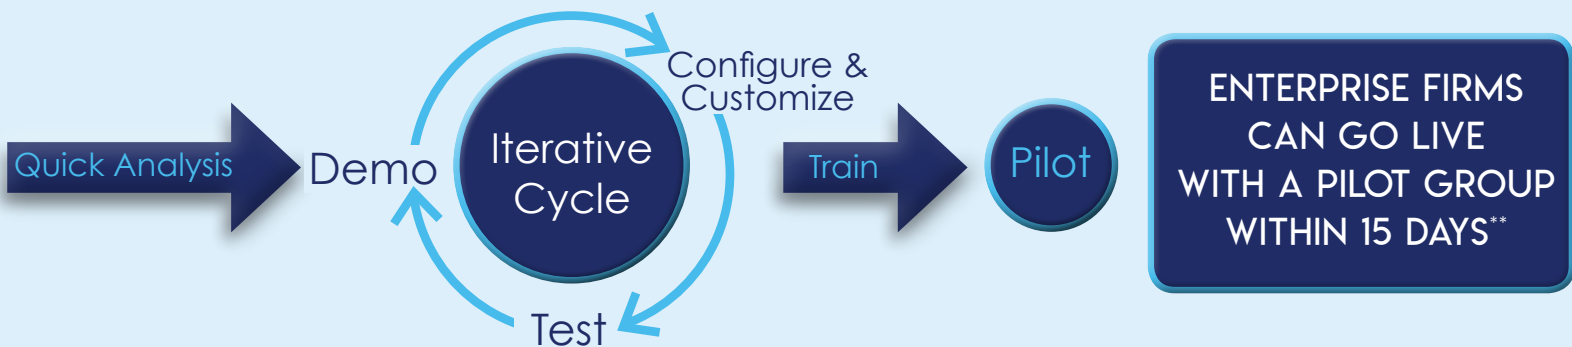 Quick Analysis
Demo
Iterative
Cycle
Configure &
Customize
Test
Train
Pilot
ENTERPRISE FIRMS
CAN GO LIVE
WITH A PILOT GROUP
WITHIN 15 DAYS**